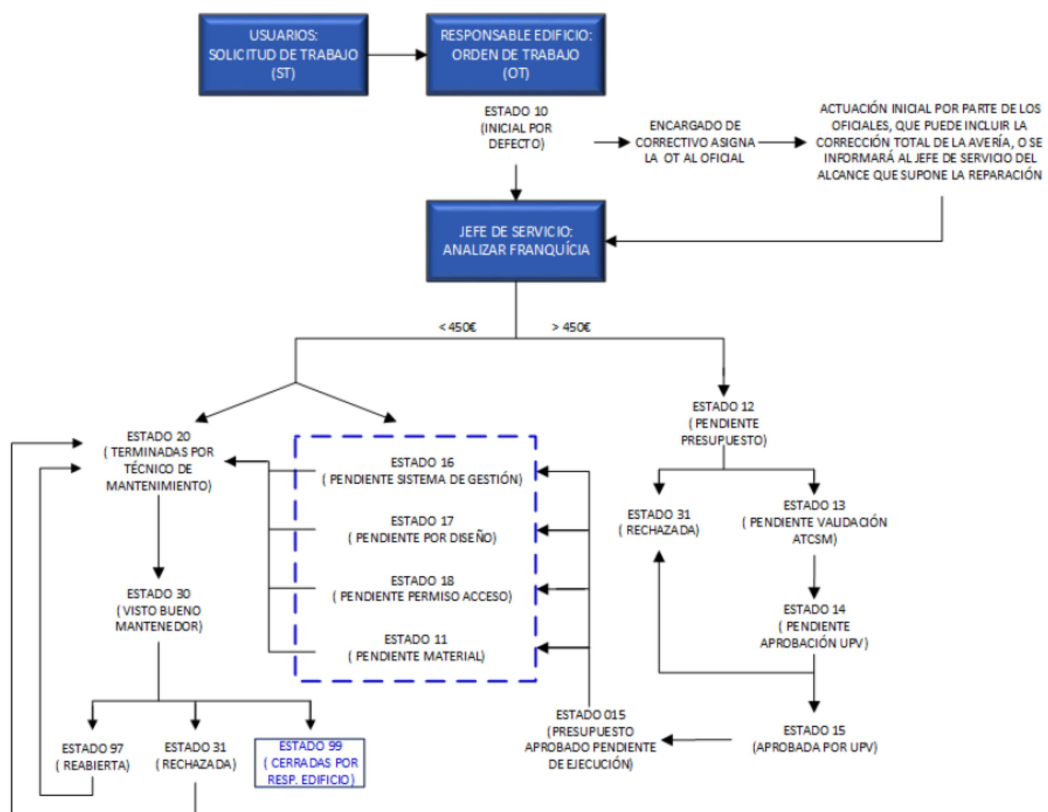 USUARIOS:
SOLICITUD DE TRABAJO
(ST)
RESPONSABLE EDIFICIO:
ORDEN DE TRABAJO
(OT)
ESTADO 10
(INICIAL POR
DEFECTO)
ENCARGADO DE
CORRECTIVO ASIGNA
LA OT AL OFICIAL
ACTUACIÓN INICIAL POR PARTE DE LOS
OFICIALES, QUE PUEDE INCLUIR LA
CORRECCIÓN TOTAL DE LA AVERÍA, O SE
INFORMARÁ AL JEFE DE SERVICIO DEL
ALCANCE QUE SUPONE LA REPARACIÓN
JEFE DE SERVICIO:
ANALIZAR FRANQUÍCIA
< 450€
> 450€
ESTADO 20
( TERMINADAS POR
TÉCNICO DE
MANTENIMIENTO)
ESTADO 16
( PENDIENTE SISTEMA DE GESTIÓN)
ESTADO 17
( PENDIENTE POR DISEÑO)
ESTADO 18
( PENDIENTE PERMISO ACCESO)
ESTADO 11
( PENDIENTE MATERIAL)
ESTADO 12
( PENDIENTE
PRESUPUESTO)
ESTADO 31
( RECHAZADA)
ESTADO 13
( PENDIENTE VALIDACIÓN
ATCSM)
ESTADO 14
( PENDIENTE
APROBACIÓN UPV)
ESTADO 15
(APROBADA POR UPV)
ESTADO 015
(PRESUPUESTO
APROBADO PENDIENTE
DE EJECUCIÓN)
ESTADO 30
( VISTO BUENO
MANTENEDOR)
ESTADO 97
( REABIERTA)
ESTADO 31
(RECHAZADA)
ESTADO 99
( CERRADAS POR
RESP. EDIFICIO)